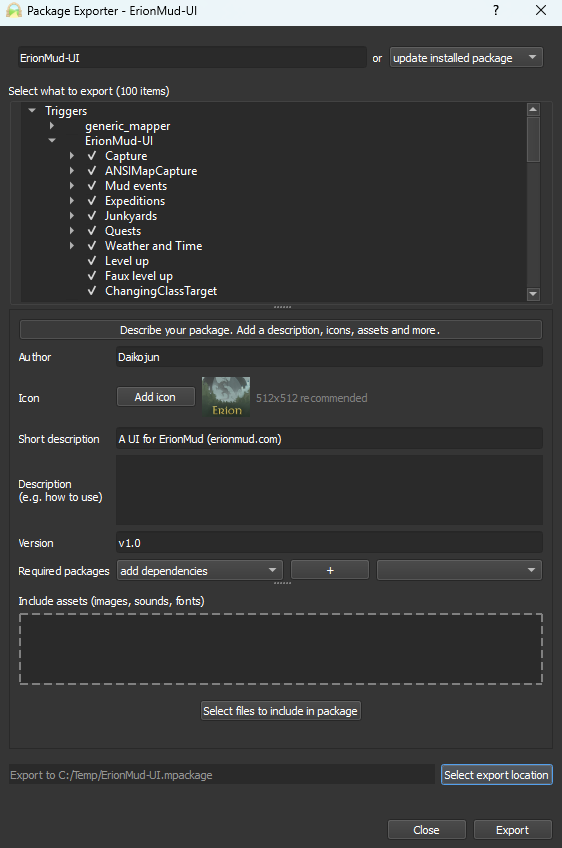 Package Exporter - ErionMud-UI
ErionMud-UI or update installed package
Select what to export (100 items)
Triggers
generic_mapper
ErionMud-UI
Capture
ANSIMapCapture
Mud events
Expeditions
Junkyards
Quests
Weather and Time
Level up
Faux level up
ChangingClassTarget
Describe your package. Add a description, icons, assets and more.
Author Daikojun
Icon Add icon Erion 512x512 recommended
Short description A UI for ErionMud (erionmud.com)
Description
(e.g. how to use)
Version v1.0
Required packages add dependencies +
Include assets (images, sounds, fonts)
Select files to include in package
Export to C:/Temp/ErionMud-UI.mpackage Select export location
Close Export